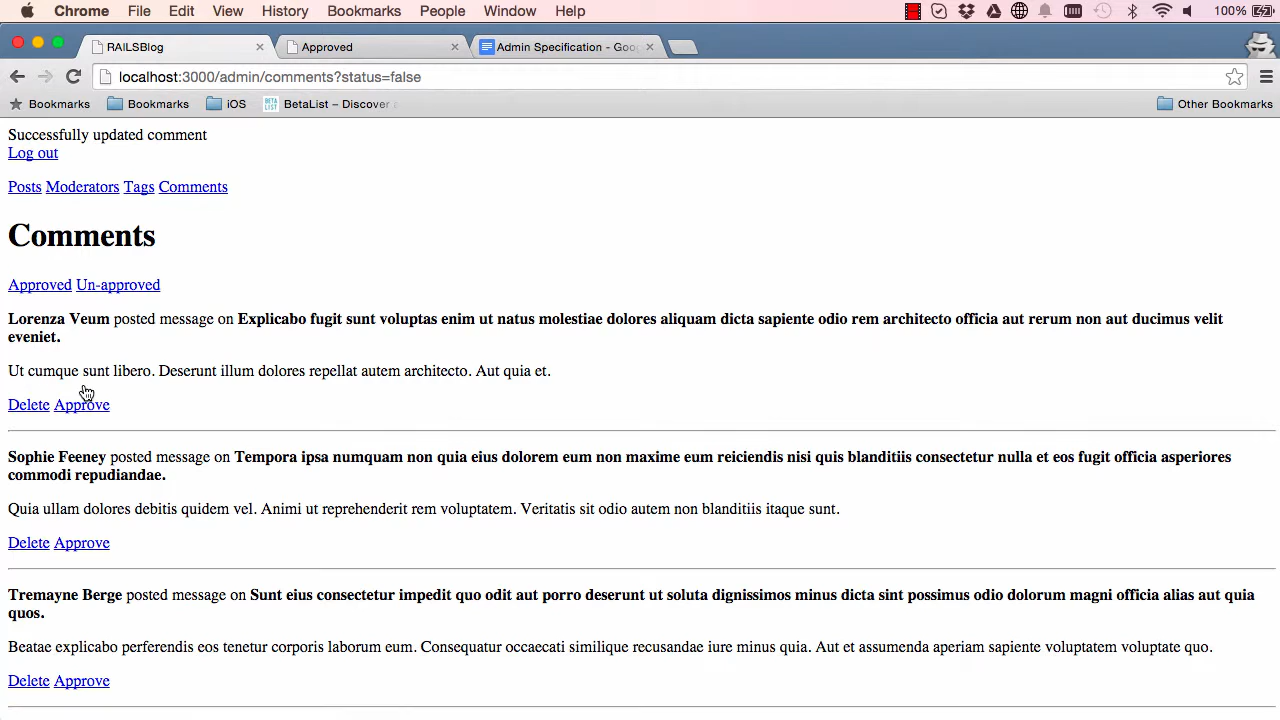 Chrome File Edit View History Bookmarks People Window Help 100%
RAILSBlog Approved Admin Specification - Goo
localhost:3000/admin/comments?status=false
Bookmarks Bookmarks iOS BETA LIST BetaList – Discover Other Bookmarks
Successfully updated comment
Log out
Posts Moderators Tags Comments
Comments
Approved Un-approved
Lorenza Veum posted message on Explicabo fugit sunt voluptas enim ut natus molestiae dolores aliquam dicta sapiente odio rem architecto officia aut rerum non aut ducimus velit
eveniet.
Ut cumque sunt libero. Deserunt illum dolores repellat autem architecto. Aut quia et.
Delete Approve
Sophie Feeney posted message on Tempora ipsa numquam non quia eius dolorem eum non maxime eum reiciendis nisi quis blanditiis consectetur nulla et eos fugit officia asperiores
commodi repudiandae.
Quia ullam dolores debitis quidem vel. Animi ut reprehenderit rem voluptatem. Veritatis sit odio autem non blanditiis itaque sunt.
Delete Approve
Tremayne Berge posted message on Sunt eius consectetur impedit quo odit aut porro deserunt ut soluta dignissimos minus dicta sint possimus odio dolorum magni officia alias aut quia
quos.
Beatae explicabo perferendis eos tenetur corporis laborum eum. Consequatur occaecati similique recusandae iure minus quia. Aut et assumenda aperiam sapiente voluptatem voluptate quo.
Delete Approve